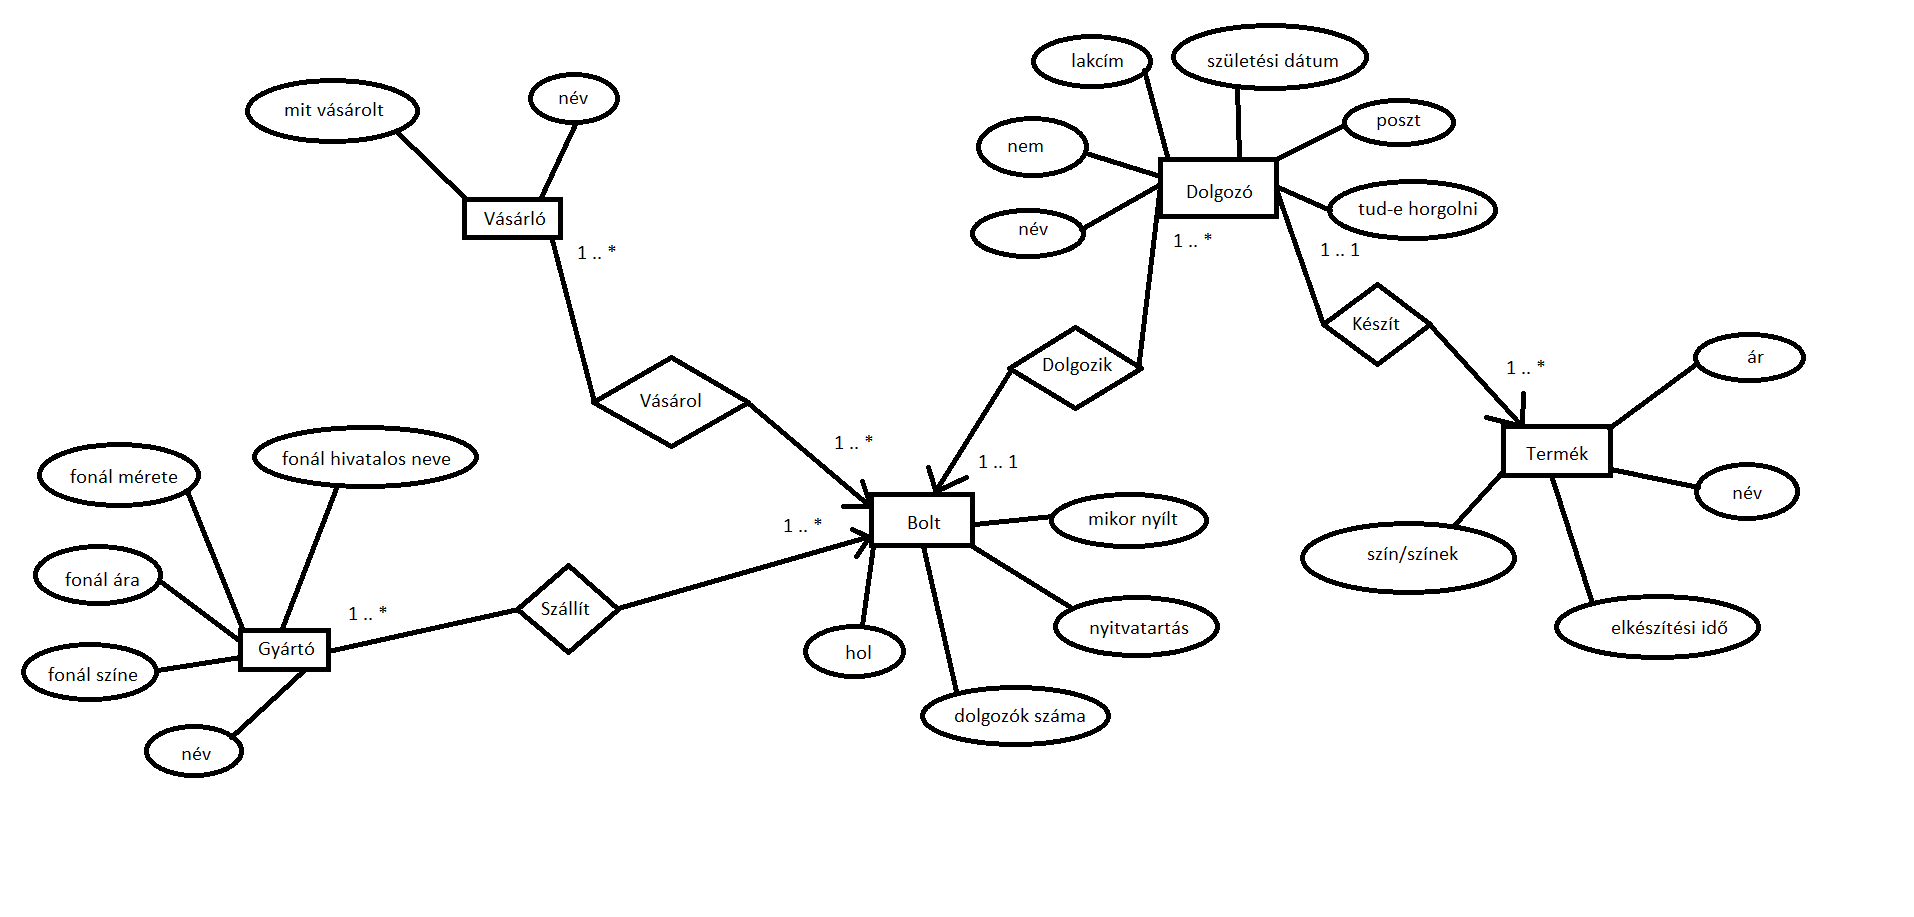 lakcím
születési dátum
mit vásárolt
név
poszt
nem
Dolgozó
tud-e horgolni
Vásárló
név
1 .. *
1 .. *
1 .. 1
Készít
Dolgozik
ár
1 .. *
Vásárol
1 .. *
fonál hivatalos neve
fonál mérete
1 .. 1
Termék
név
mikor nyílt
Bolt
1 .. *
szín/színek
fonál ára
Szállít
1 .. *
nyitvatartás
elkészítési idő
Gyártó
hol
fonál színe
dolgozók száma
név